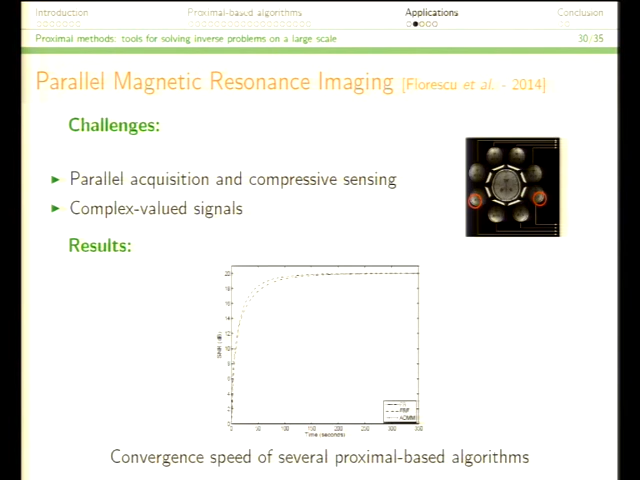 Introduction
Proximal-based algorithms
Applications
Conclusion
Proximal methods: tools for solving inverse problems on a large scale
30/35
Parallel Magnetic Resonance Imaging [Florescu et al. - 2014]
Challenges:
► Parallel acquisition and compressive sensing
► Complex-valued signals
Results:
Time (seconds)
Convergence speed of several proximal-based algorithms